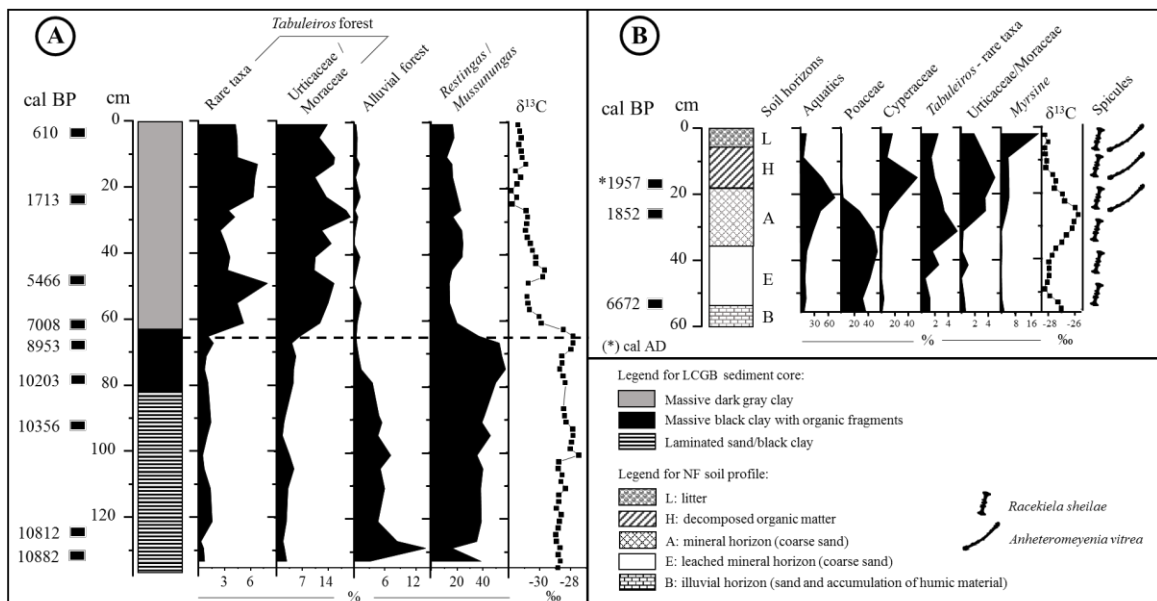 A
Tabuleiros forest
Rare taxa
Urticaceae /
Moraceae
Alluvial forest
Restingas /
Mussunungas
δ13C
cal BP
cm
610
1713
5466
7008
8953
10203
10356
10812
10882
0
20
40
60
80
100
120
3 6
7 14
6 12
20 40
-30 -28
%
‰
B
cal BP
cm
Soil horizons
Aquatics
Poaceae
Cyperaceae
Tabuleiros - rare taxa
Urticaceae/Moraceae
Myrsine
δ13C
Spicules
*1957
1852
6672
(*) cal AD
0
20
40
60
L
H
A
E
B
30 60
20 40
20 40
2 4
2 4
8 16
-28 -26
%
‰
Legend for LCGB sediment core:
Massive dark gray clay
Massive black clay with organic fragments
Laminated sand/black clay
Legend for NF soil profile:
L: litter
H: decomposed organic matter
A: mineral horizon (coarse sand)
E: leached mineral horizon (coarse sand)
B: illuvial horizon (sand and accumulation of humic material)
Racekiela sheilae
Anheteromeyenia vitrea